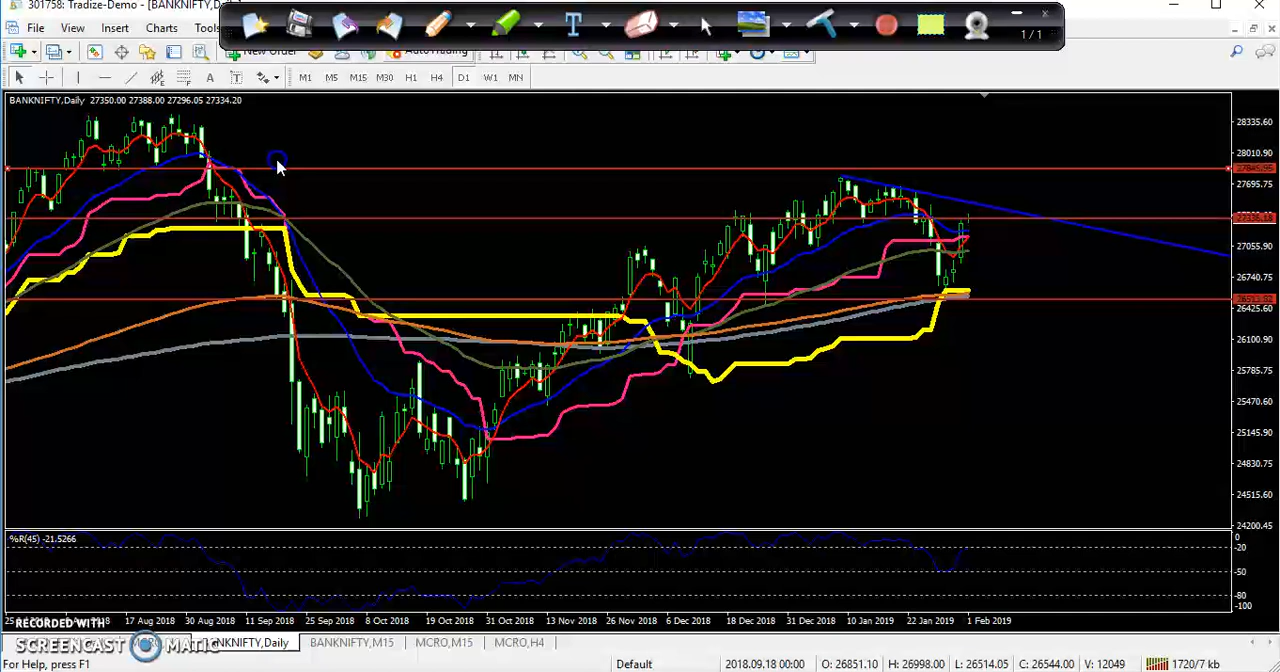 301758: Tradize-Demo - [BANKNIFTY,Daily]
File View Insert Charts Tools
1 / 1
New Order AutoTrading
A T M1 M5 M15 M30 H1 H4 D1 W1 MN
BANKNIFTY,Daily 27350.00 27388.00 27296.05 27334.20
28335.60
28010.90
27695.75
27055.90
26740.75
26425.60
26100.90
25785.75
25470.60
25145.90
24830.75
24515.60
24200.45
%R(45) -21.5266
0
-20
-50
-80
-100
17 Aug 2018 30 Aug 2018 11 Sep 2018 25 Sep 2018 8 Oct 2018 19 Oct 2018 31 Oct 2018 13 Nov 2018 26 Nov 2018 6 Dec 2018 18 Dec 2018 31 Dec 2018 10 Jan 2019 22 Jan 2019 1 Feb 2019
RECORDED WITH
SCREENCAST MATIC
BANKNIFTY,Daily BANKNIFTY,M15 MCRO,M15 MCRO,H4
For Help, press F1 Default 2018.09.18 00:00 O: 26851.10 H: 26998.00 L: 26514.05 C: 26544.00 V: 12049 1720/7 kb